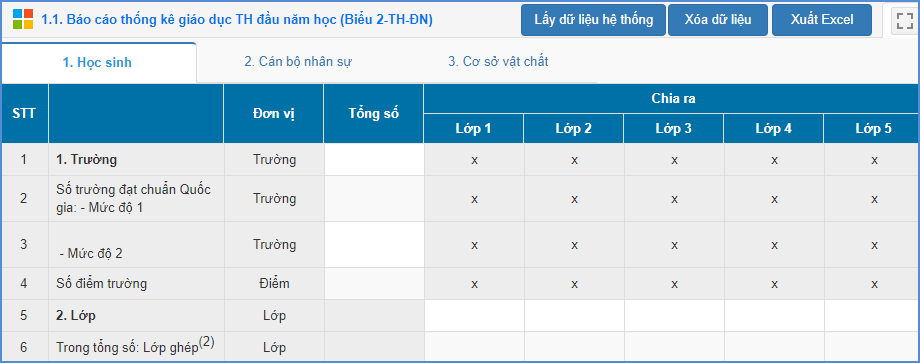 1.1. Báo cáo thống kê giáo dục TH đầu năm học (Biểu 2-TH-ĐN) Lấy dữ liệu hệ thống Xóa dữ liệu Xuất Excel
1. Học sinh 2. Cán bộ nhân sự 3. Cơ sở vật chất
STT Đơn vị Tổng số Chia ra
Lớp 1 Lớp 2 Lớp 3 Lớp 4 Lớp 5
1 1. Trường Trường x x x x x
2 Số trường đạt chuẩn Quốc
gia: - Mức độ 1 Trường x x x x x
3 - Mức độ 2 Trường x x x x x
4 Số điểm trường Điểm x x x x x
5 2. Lớp Lớp
6 Trong tổng số: Lớp ghép(2) Lớp